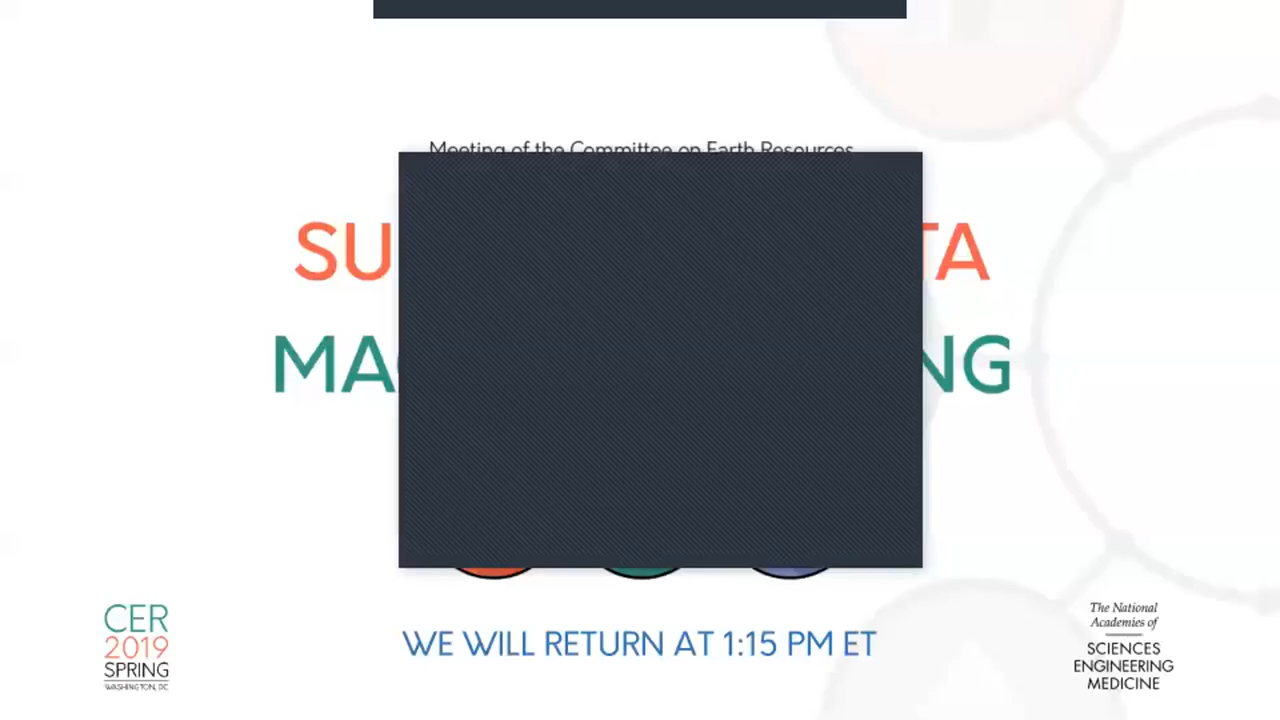 Meeting of the Committee on Earth Resources
SU TA
MA NG
WE WILL RETURN AT 1:15 PM ET
CER
2019
SPRING
WASHINGTON, DC
The National
Academies of
SCIENCES
ENGINEERING
MEDICINE